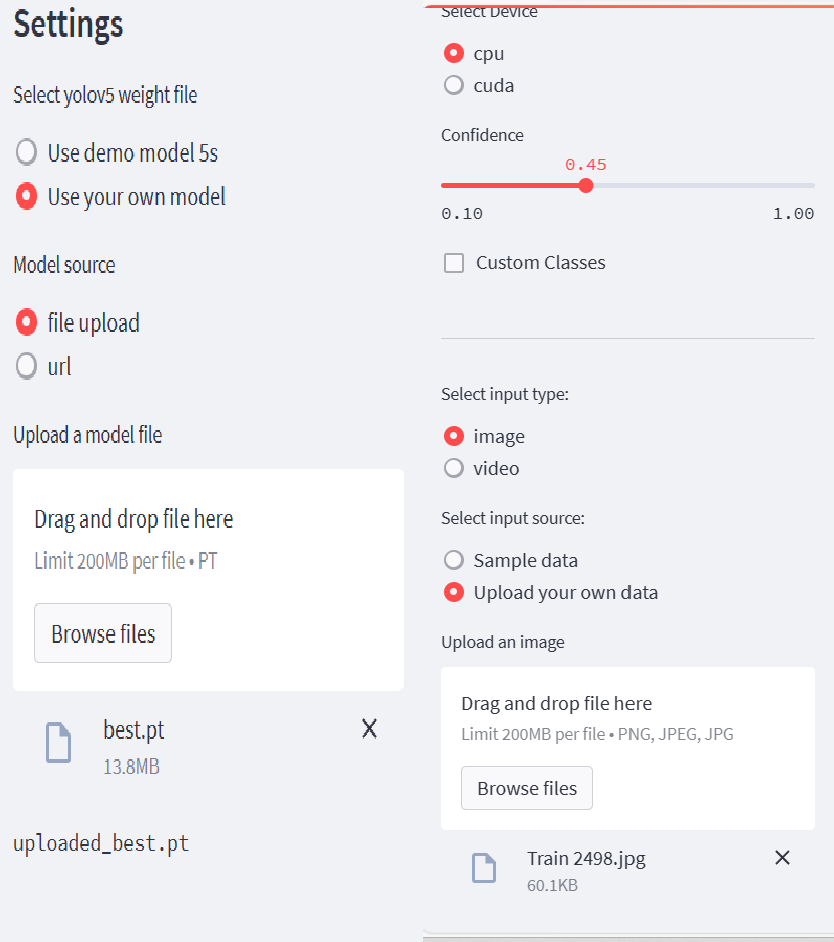 Settings
Select yolov5 weight file
Use demo model 5s
Use your own model
Model source
file upload
url
Upload a model file
Drag and drop file here
Limit 200MB per file • PT
Browse files
best.pt
X
13.8MB
uploaded_best.pt
Select Device
cpu
cuda
Confidence
0.45
0.10 1.00
Custom Classes
Select input type:
image
video
Select input source:
Sample data
Upload your own data
Upload an image
Drag and drop file here
Limit 200MB per file • PNG, JPEG, JPG
Browse files
Train 2498.jpg
60.1KB